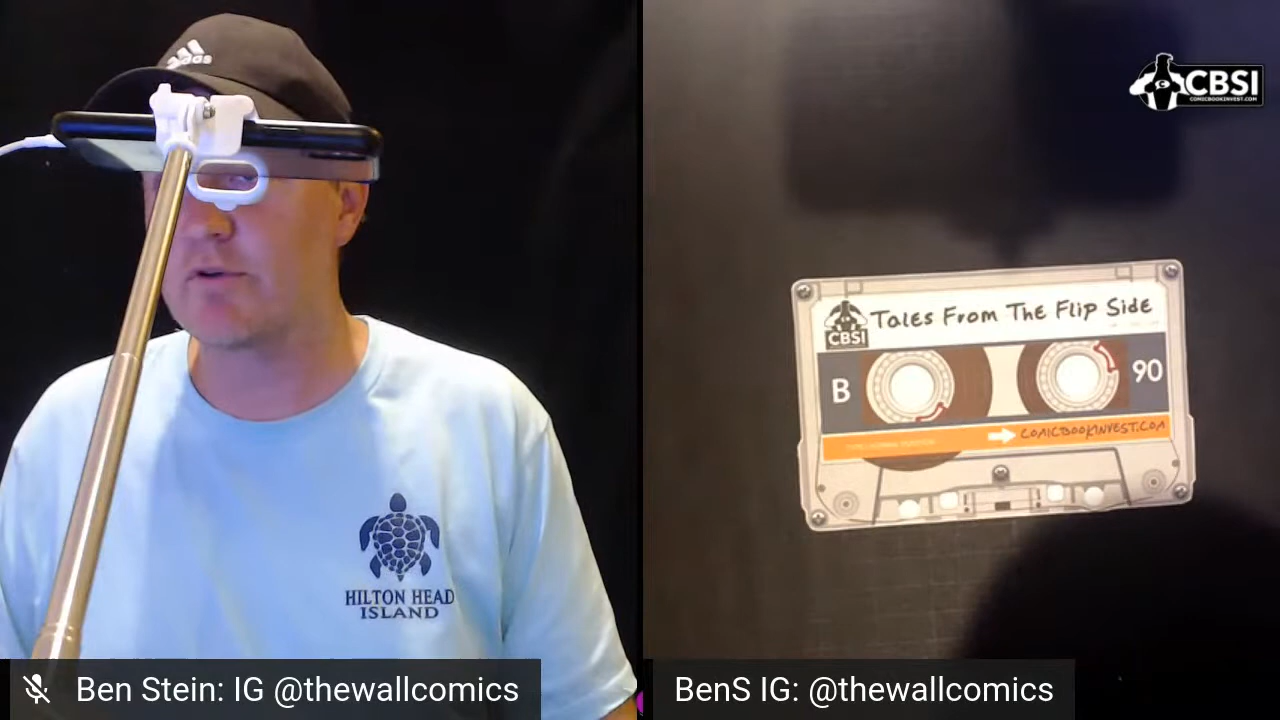 adidas
HILTON HEAD
ISLAND
Ben Stein: IG @thewallcomics
CBSI
COMICBOOKINVEST.COM
Tales From The Flip Side
CBSI
B
90
COMICBOOKINVEST.COM
BenS IG: @thewallcomics